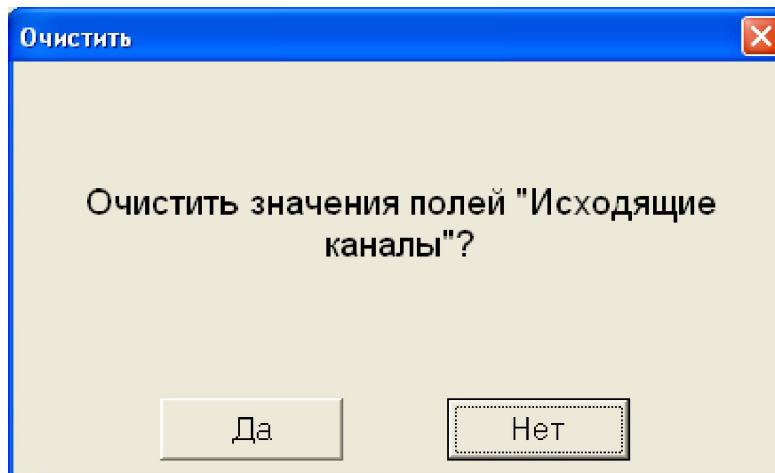 Очистить
Очистить значения полей "Исходящие
каналы"?
Да
Нет